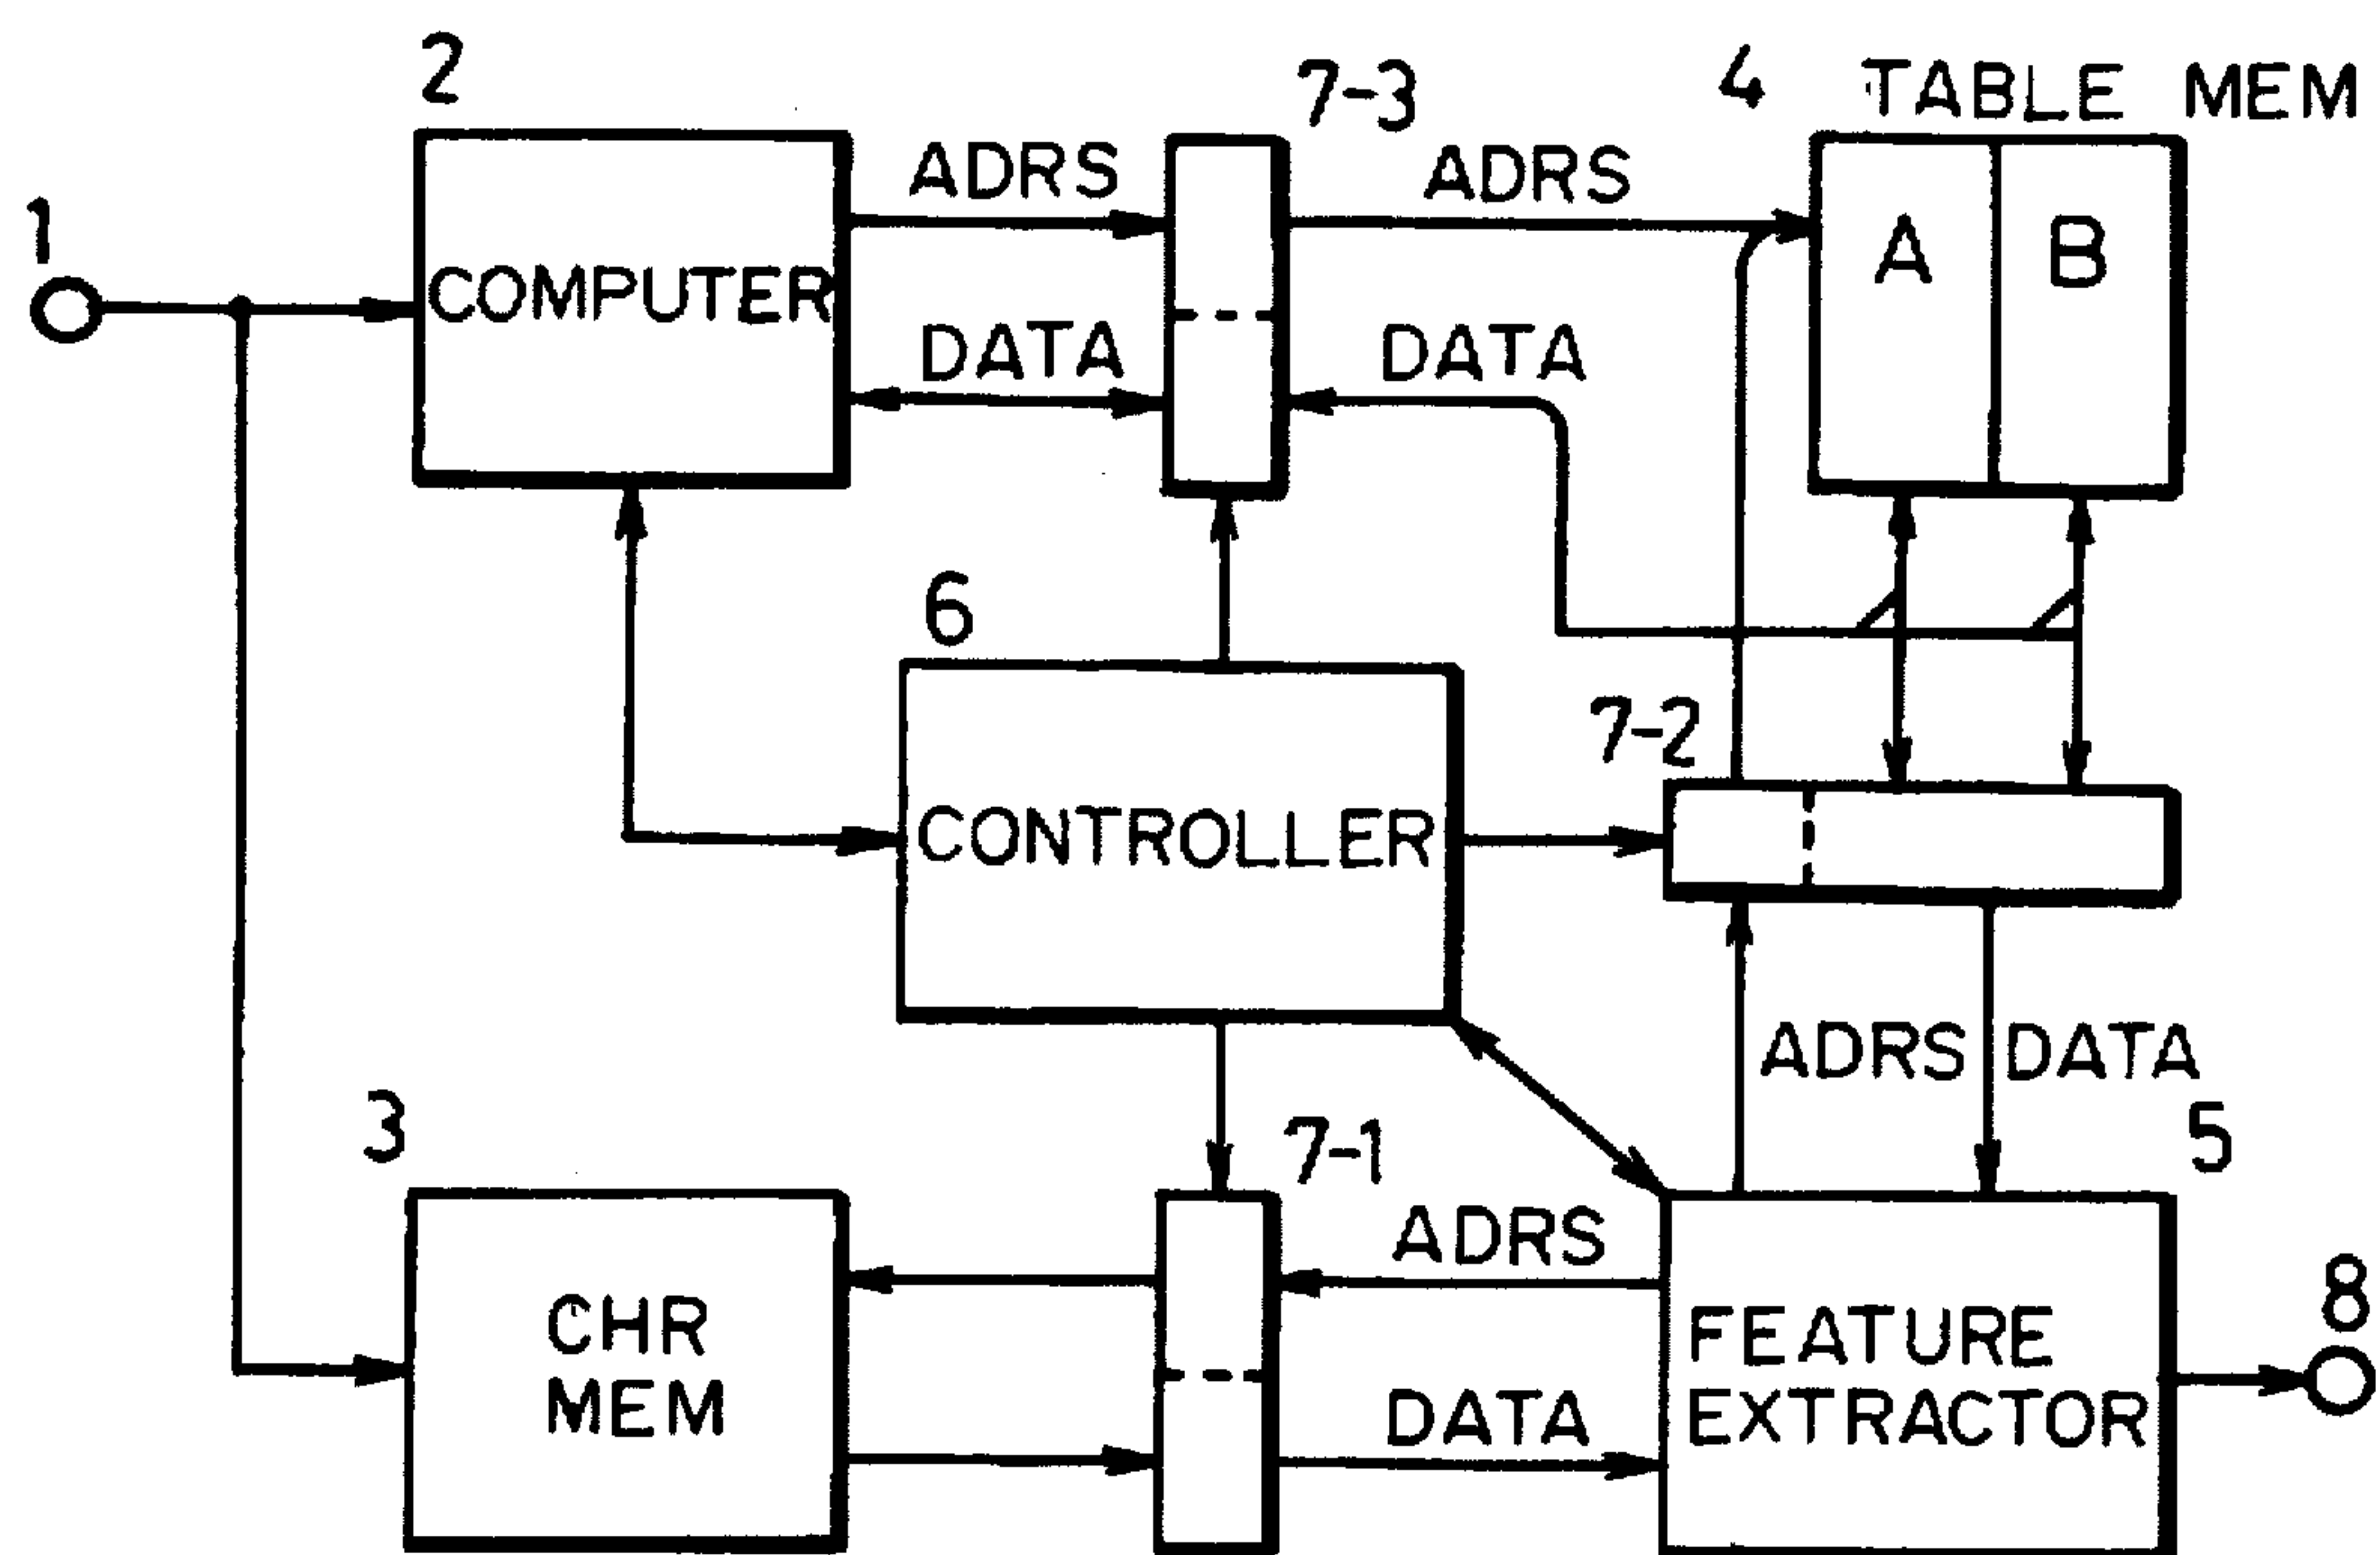 2
7-3
4 TABLE MEM
1
ADRS
ADRS
COMPUTER
A
B
DATA
DATA
6
7-2
CONTROLLER
ADRS
DATA
3
7-1
5
ADRS
8
CHR
MEM
FEATURE
EXTRACTOR
DATA